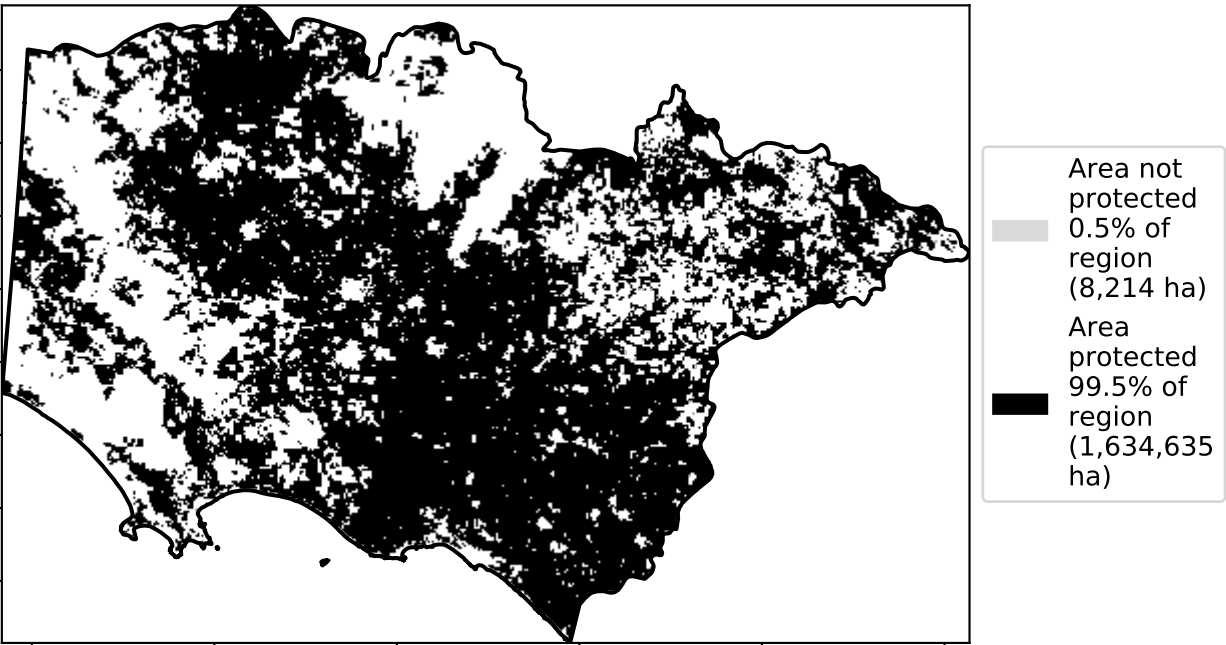 Area not
protected
0.5% of
region
(8,214 ha)
Area
protected
99.5% of
region
(1,634,635
ha)